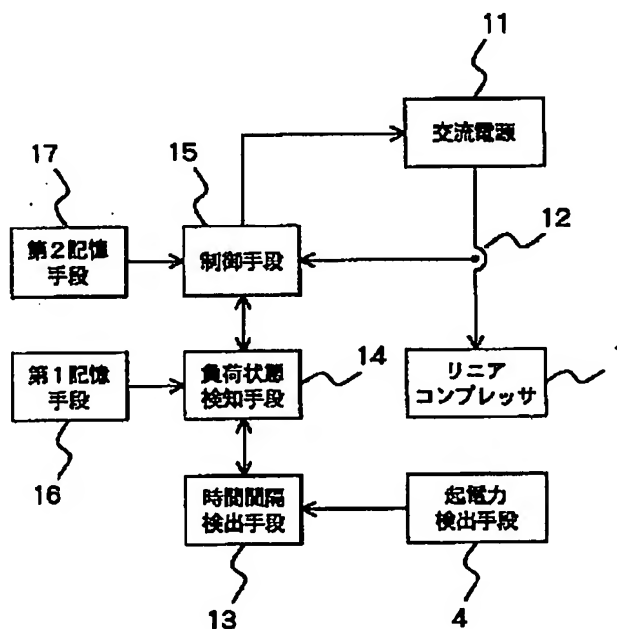 11
交流電源
17
15
12
第2記憶
手段
制御手段
第1記憶
手段
負荷状態
検知手段
14
リニア
コンプレッサ
16
時間間隔
検出手段
起電力
検出手段
13
4